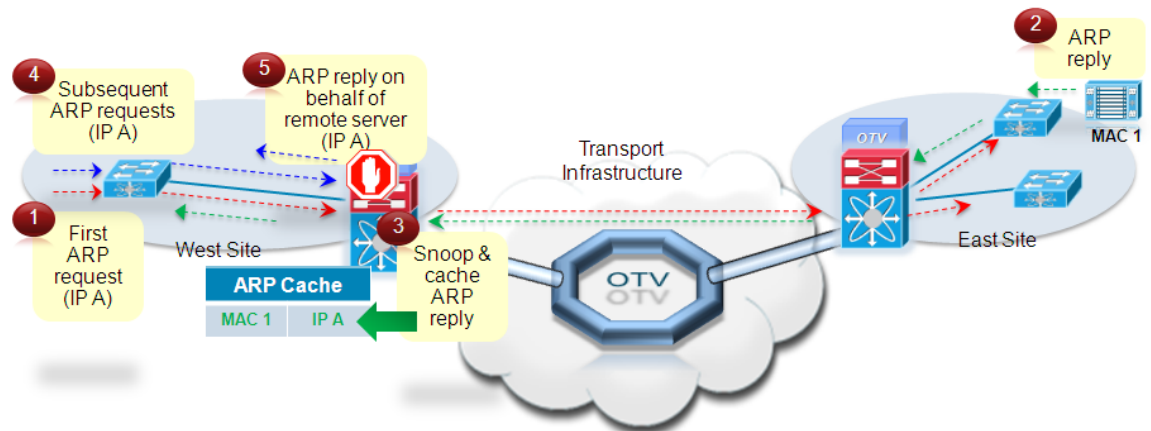 2
ARP
reply
MAC 1
4
Subsequent
ARP requests
(IP A)
5
ARP reply on
behalf of
remote server
(IP A)
OTV
Transport
Infrastructure
1
First
ARP
request
(IP A)
West Site
3
Snoop &
cache
ARP
reply
East Site
ARP Cache
MAC 1 IP A
OTV
OTV